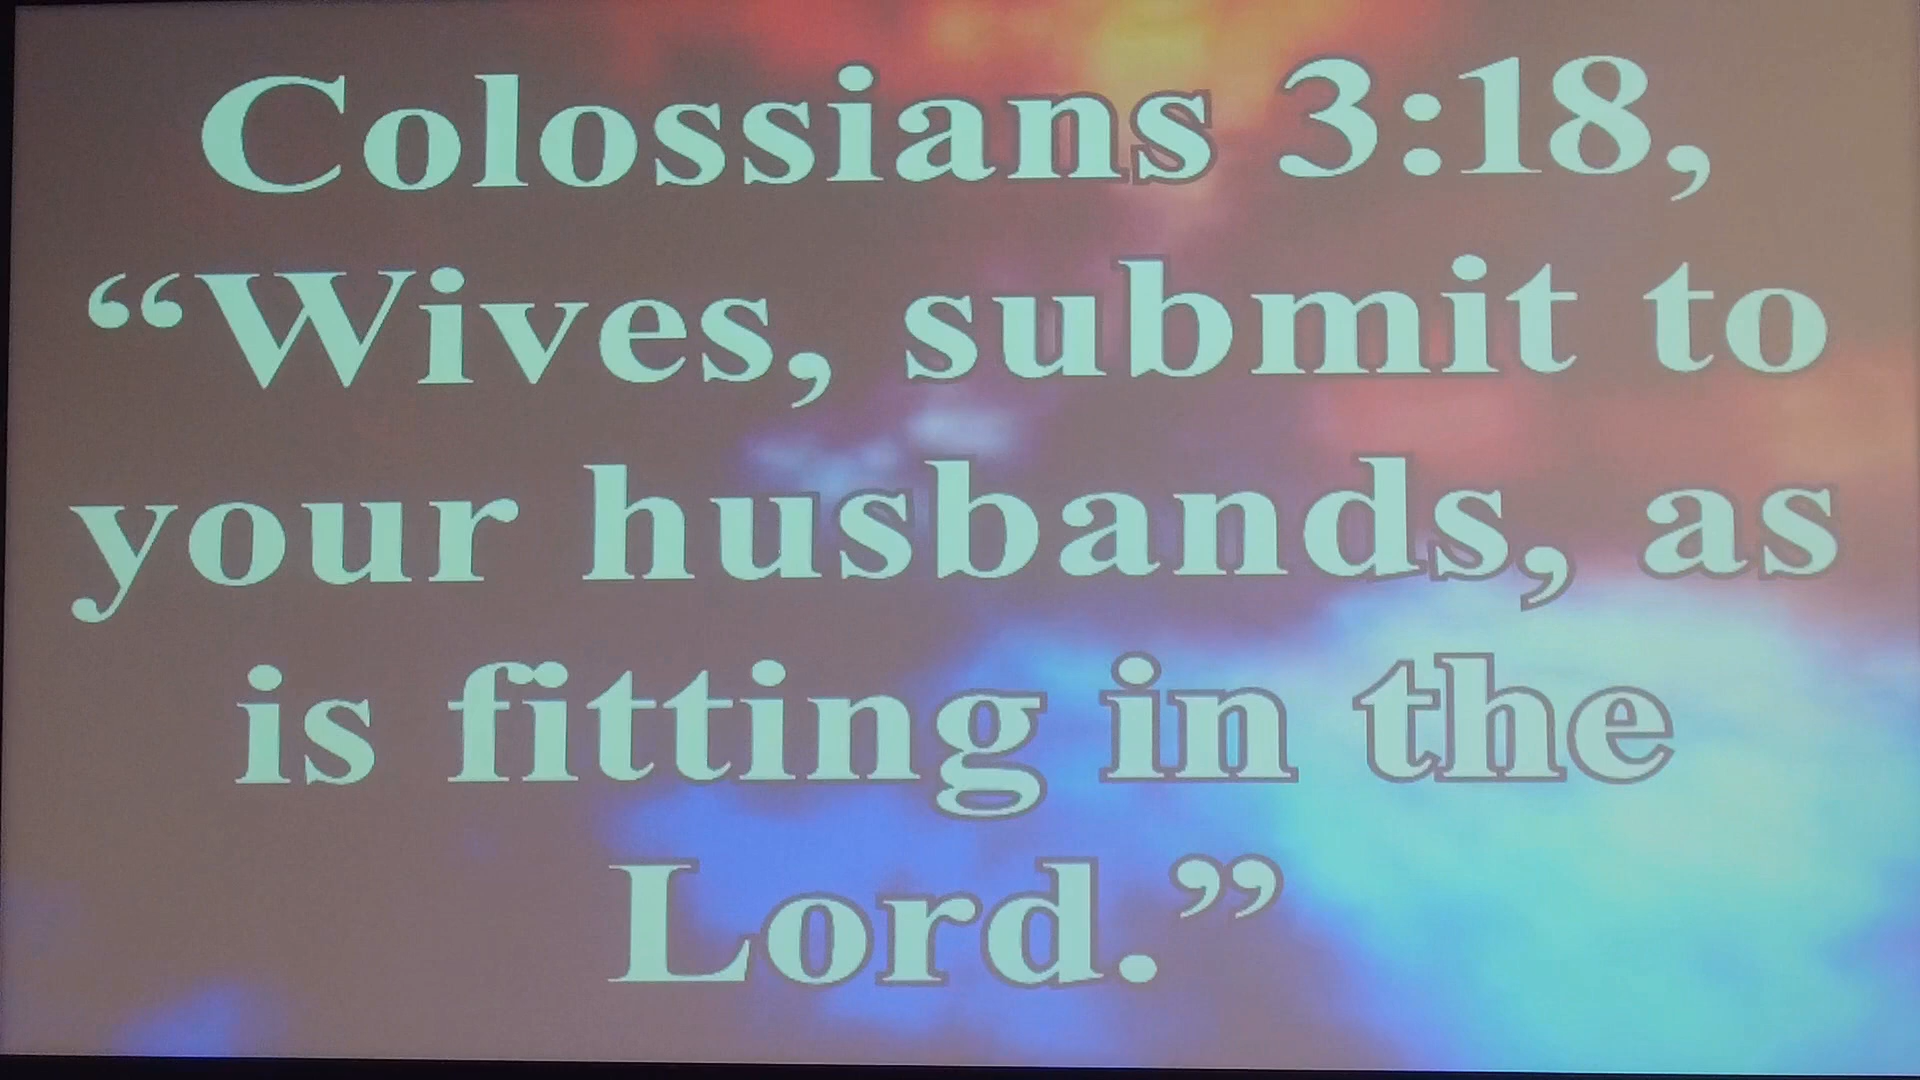 Colossians 3:18,
“Wives, submit to
your husbands, as
is fitting in the
Lord.”